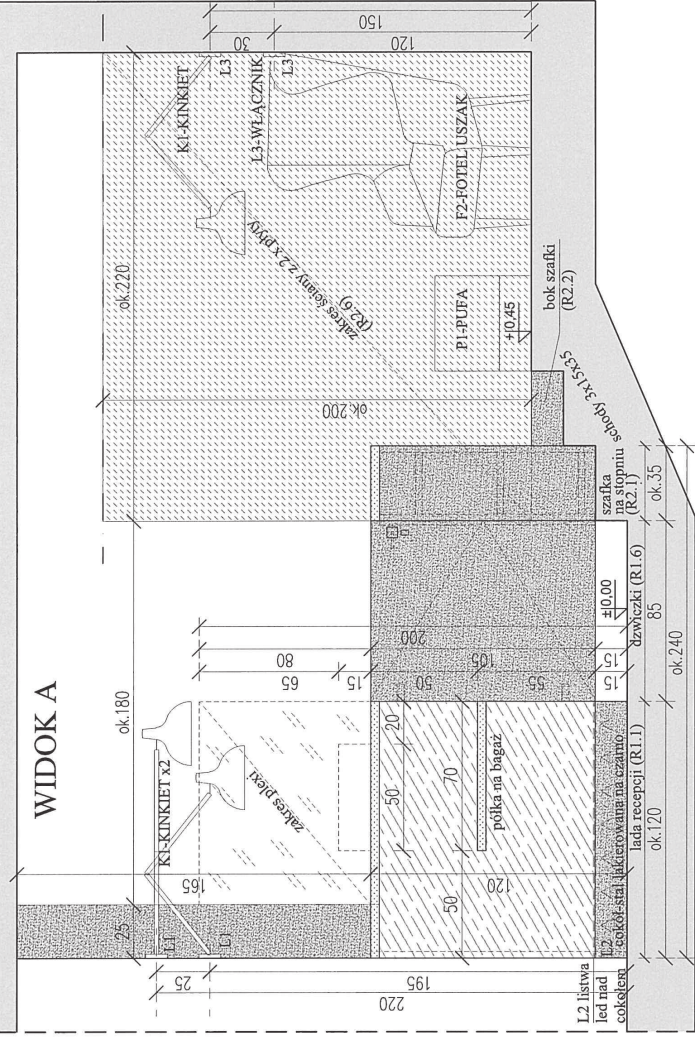 WIDOK A
ok.180
ok.220
K1-KINKIET x2
K1-KINKIET
L1
L1
L3
L3-WŁĄCZNIK
L3
30
150
120
F2-FOTEL USZAK
zakres ściany z 2 x płyty
(R2.6)
ok.200
P1-PUFA
+0,45
bok szafki
(R2.2)
schody 3x15x35
szafka
na stopniu
(R2.1)
ok.35
zakres plexi
165
25
25
195
220
80
65
15
200
105
50
55
15
15
±0,00
20
50
70
50
120
półka na bagaż
dzwiczki (R1.6)
85
lada recepcji (R1.1)
ok.120
ok.240
L2
cokół-stal lakierowana na czarno
L2 listwa
led nad
cokołem